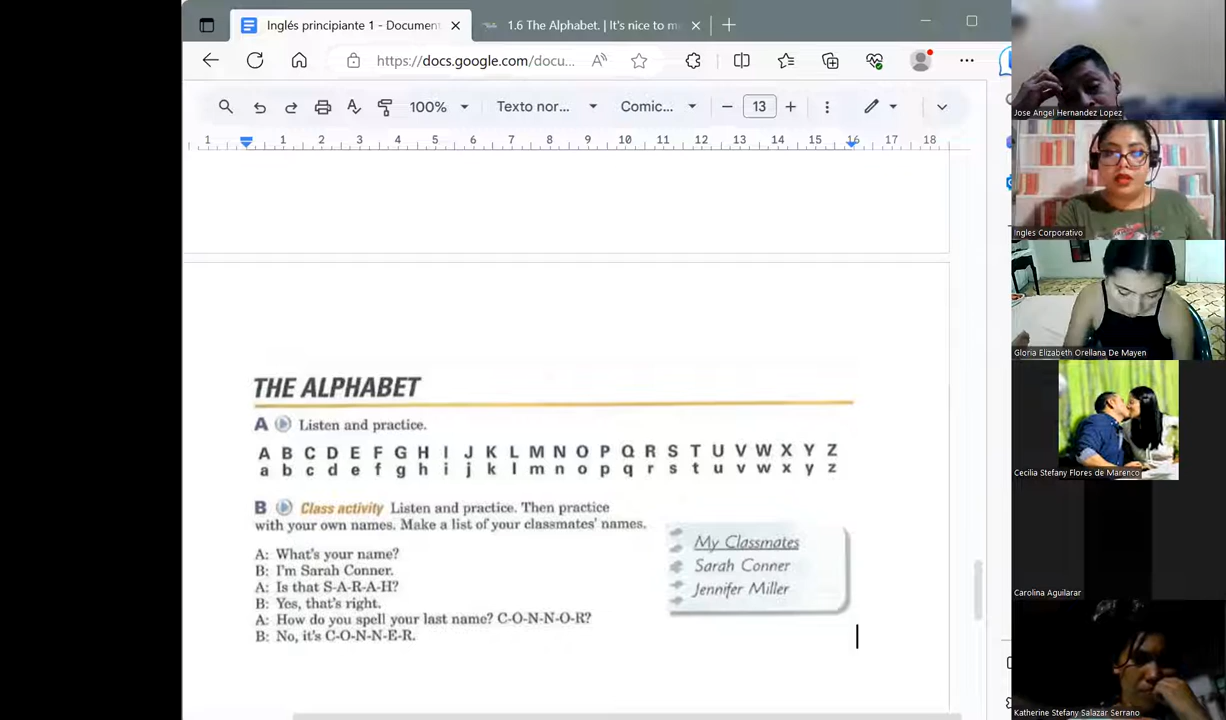 Inglés principiante 1 - Document
1.6 The Alphabet. | It's nice to m
https://docs.google.com/docu...
100%
Texto nor...
Comic...
13
1 1 2 3 4 5 6 7 8 9 10 11 12 13 14 15 16 17 18
THE ALPHABET
A Listen and practice.
A B C D E F G H I J K L M N O P Q R S T U V W X Y Z
a b c d e f g h i j k l m n o p q r s t u v w x y z
B Class activity Listen and practice. Then practice
with your own names. Make a list of your classmates' names.
A: What's your name?
B: I'm Sarah Conner.
A: Is that S-A-R-A-H?
B: Yes, that's right.
A: How do you spell your last name? C-O-N-N-O-R?
B: No, it's C-O-N-N-E-R.
My Classmates
Sarah Conner
Jennifer Miller
Jose Angel Hernandez Lopez
Ingles Corporativo
Gloria Elizabeth Orellana De Mayen
Cecilia Stefany Flores de Marenco
Carolina Aguilarar
Katherine Stefany Salazar Serrano